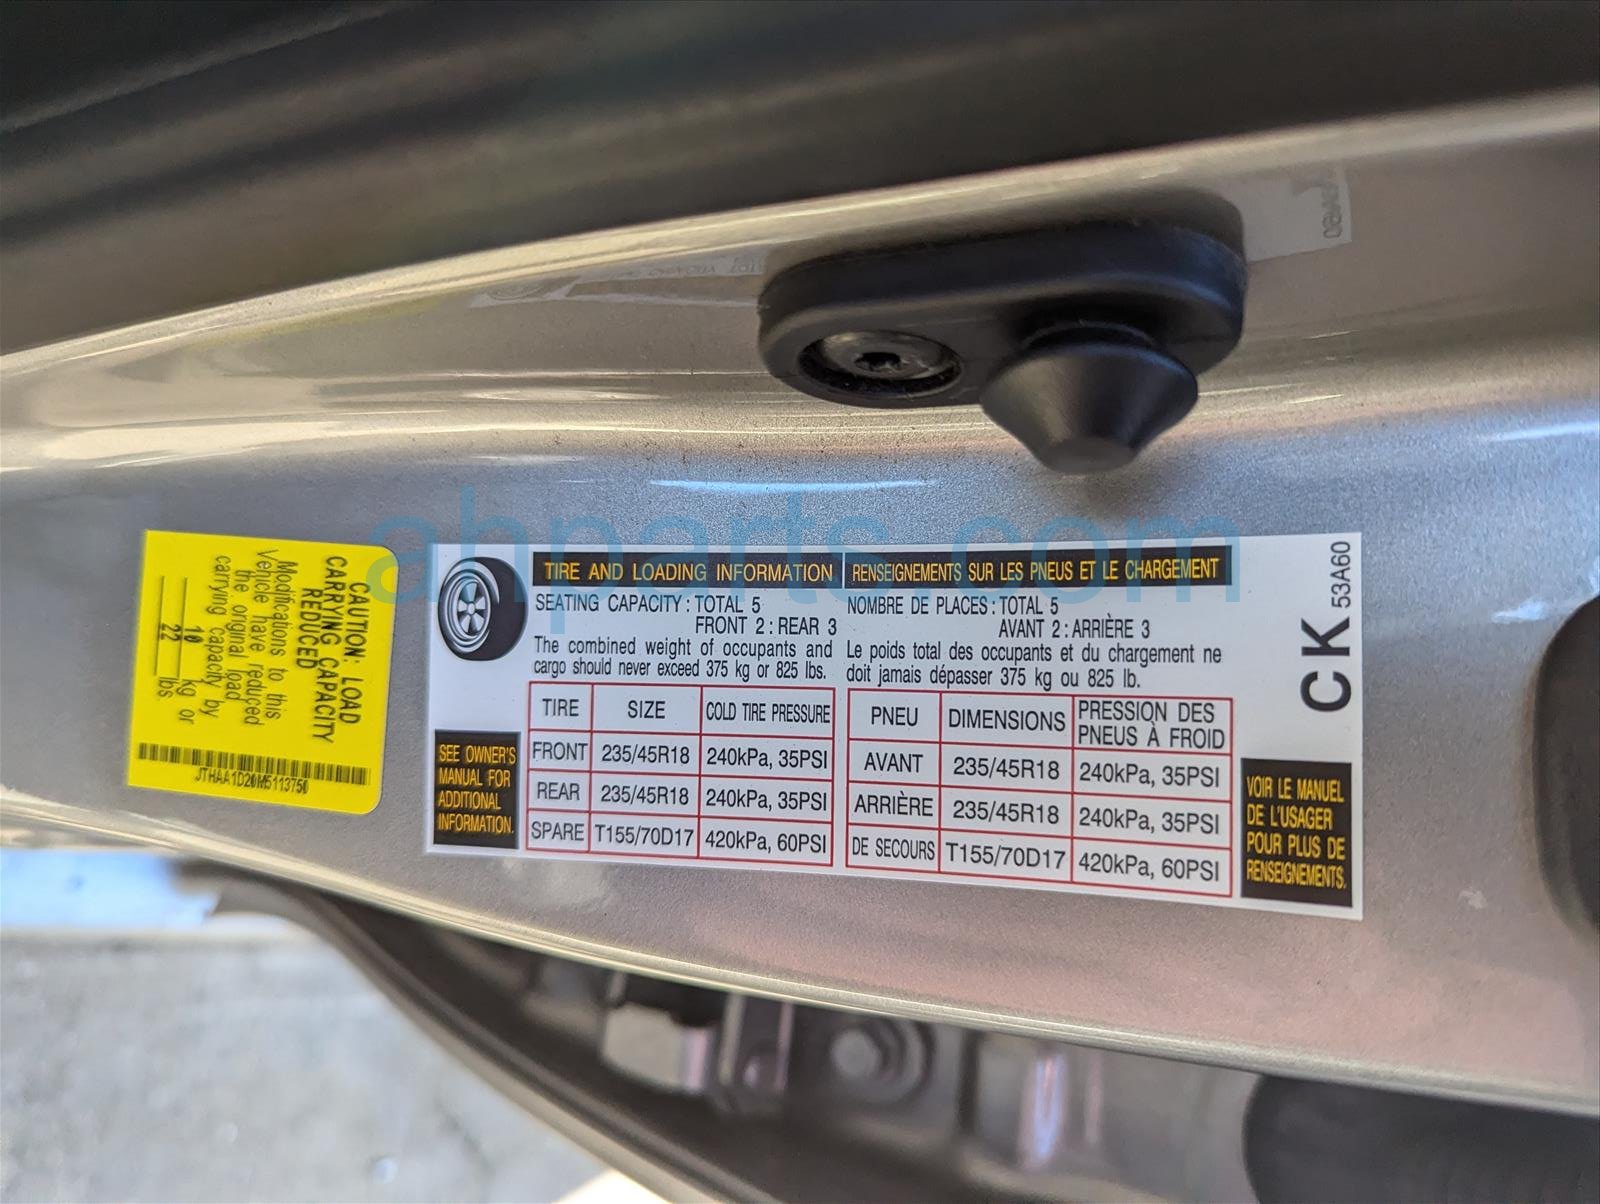 ahparts.com
CAUTION: LOAD
CARRYING CAPACITY
REDUCED
Modifications to this
Vehicle have reduced
the original load
carrying capacity by
10 kg or
22 lbs
JTHAA1D20M5113750
TIRE AND LOADING INFORMATION
SEATING CAPACITY : TOTAL 5
FRONT 2 : REAR 3
The combined weight of occupants and
cargo should never exceed 375 kg or 825 lbs.
TIRE SIZE COLD TIRE PRESSURE
FRONT 235/45R18 240kPa, 35PSI
REAR 235/45R18 240kPa, 35PSI
SPARE T155/70D17 420kPa, 60PSI
SEE OWNER'S
MANUAL FOR
ADDITIONAL
INFORMATION.
RENSEIGNEMENTS SUR LES PNEUS ET LE CHARGEMENT
NOMBRE DE PLACES : TOTAL 5
AVANT 2 : ARRIÈRE 3
Le poids total des occupants et du chargement ne
doit jamais dépasser 375 kg ou 825 lb.
PNEU DIMENSIONS PRESSION DES
PNEUS À FROID
AVANT 235/45R18 240kPa, 35PSI
ARRIÈRE 235/45R18 240kPa, 35PSI
DE SECOURS T155/70D17 420kPa, 60PSI
VOIR LE MANUEL
DE L'USAGER
POUR PLUS DE
RENSEIGNEMENTS.
CK 53A60